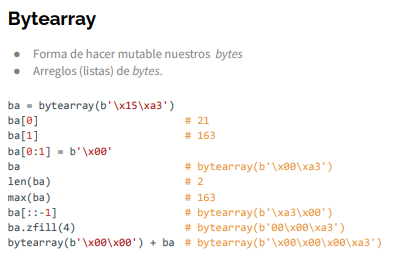 Bytearray
● Forma de hacer mutable nuestros bytes
● Arreglos (listas) de bytes.
ba = bytearray(b'\x15\xa3')
ba[0] # 21
ba[1] # 163
ba[0:1] = b'\x00'
ba # bytearray(b'\x00\xa3')
len(ba) # 2
max(ba) # 163
ba[::-1] # bytearray(b'\xa3\x00')
ba.zfill(4) # bytearray(b'00\x00\xa3')
bytearray(b'\x00\x00') + ba # bytearray(b'\x00\x00\x00\xa3')